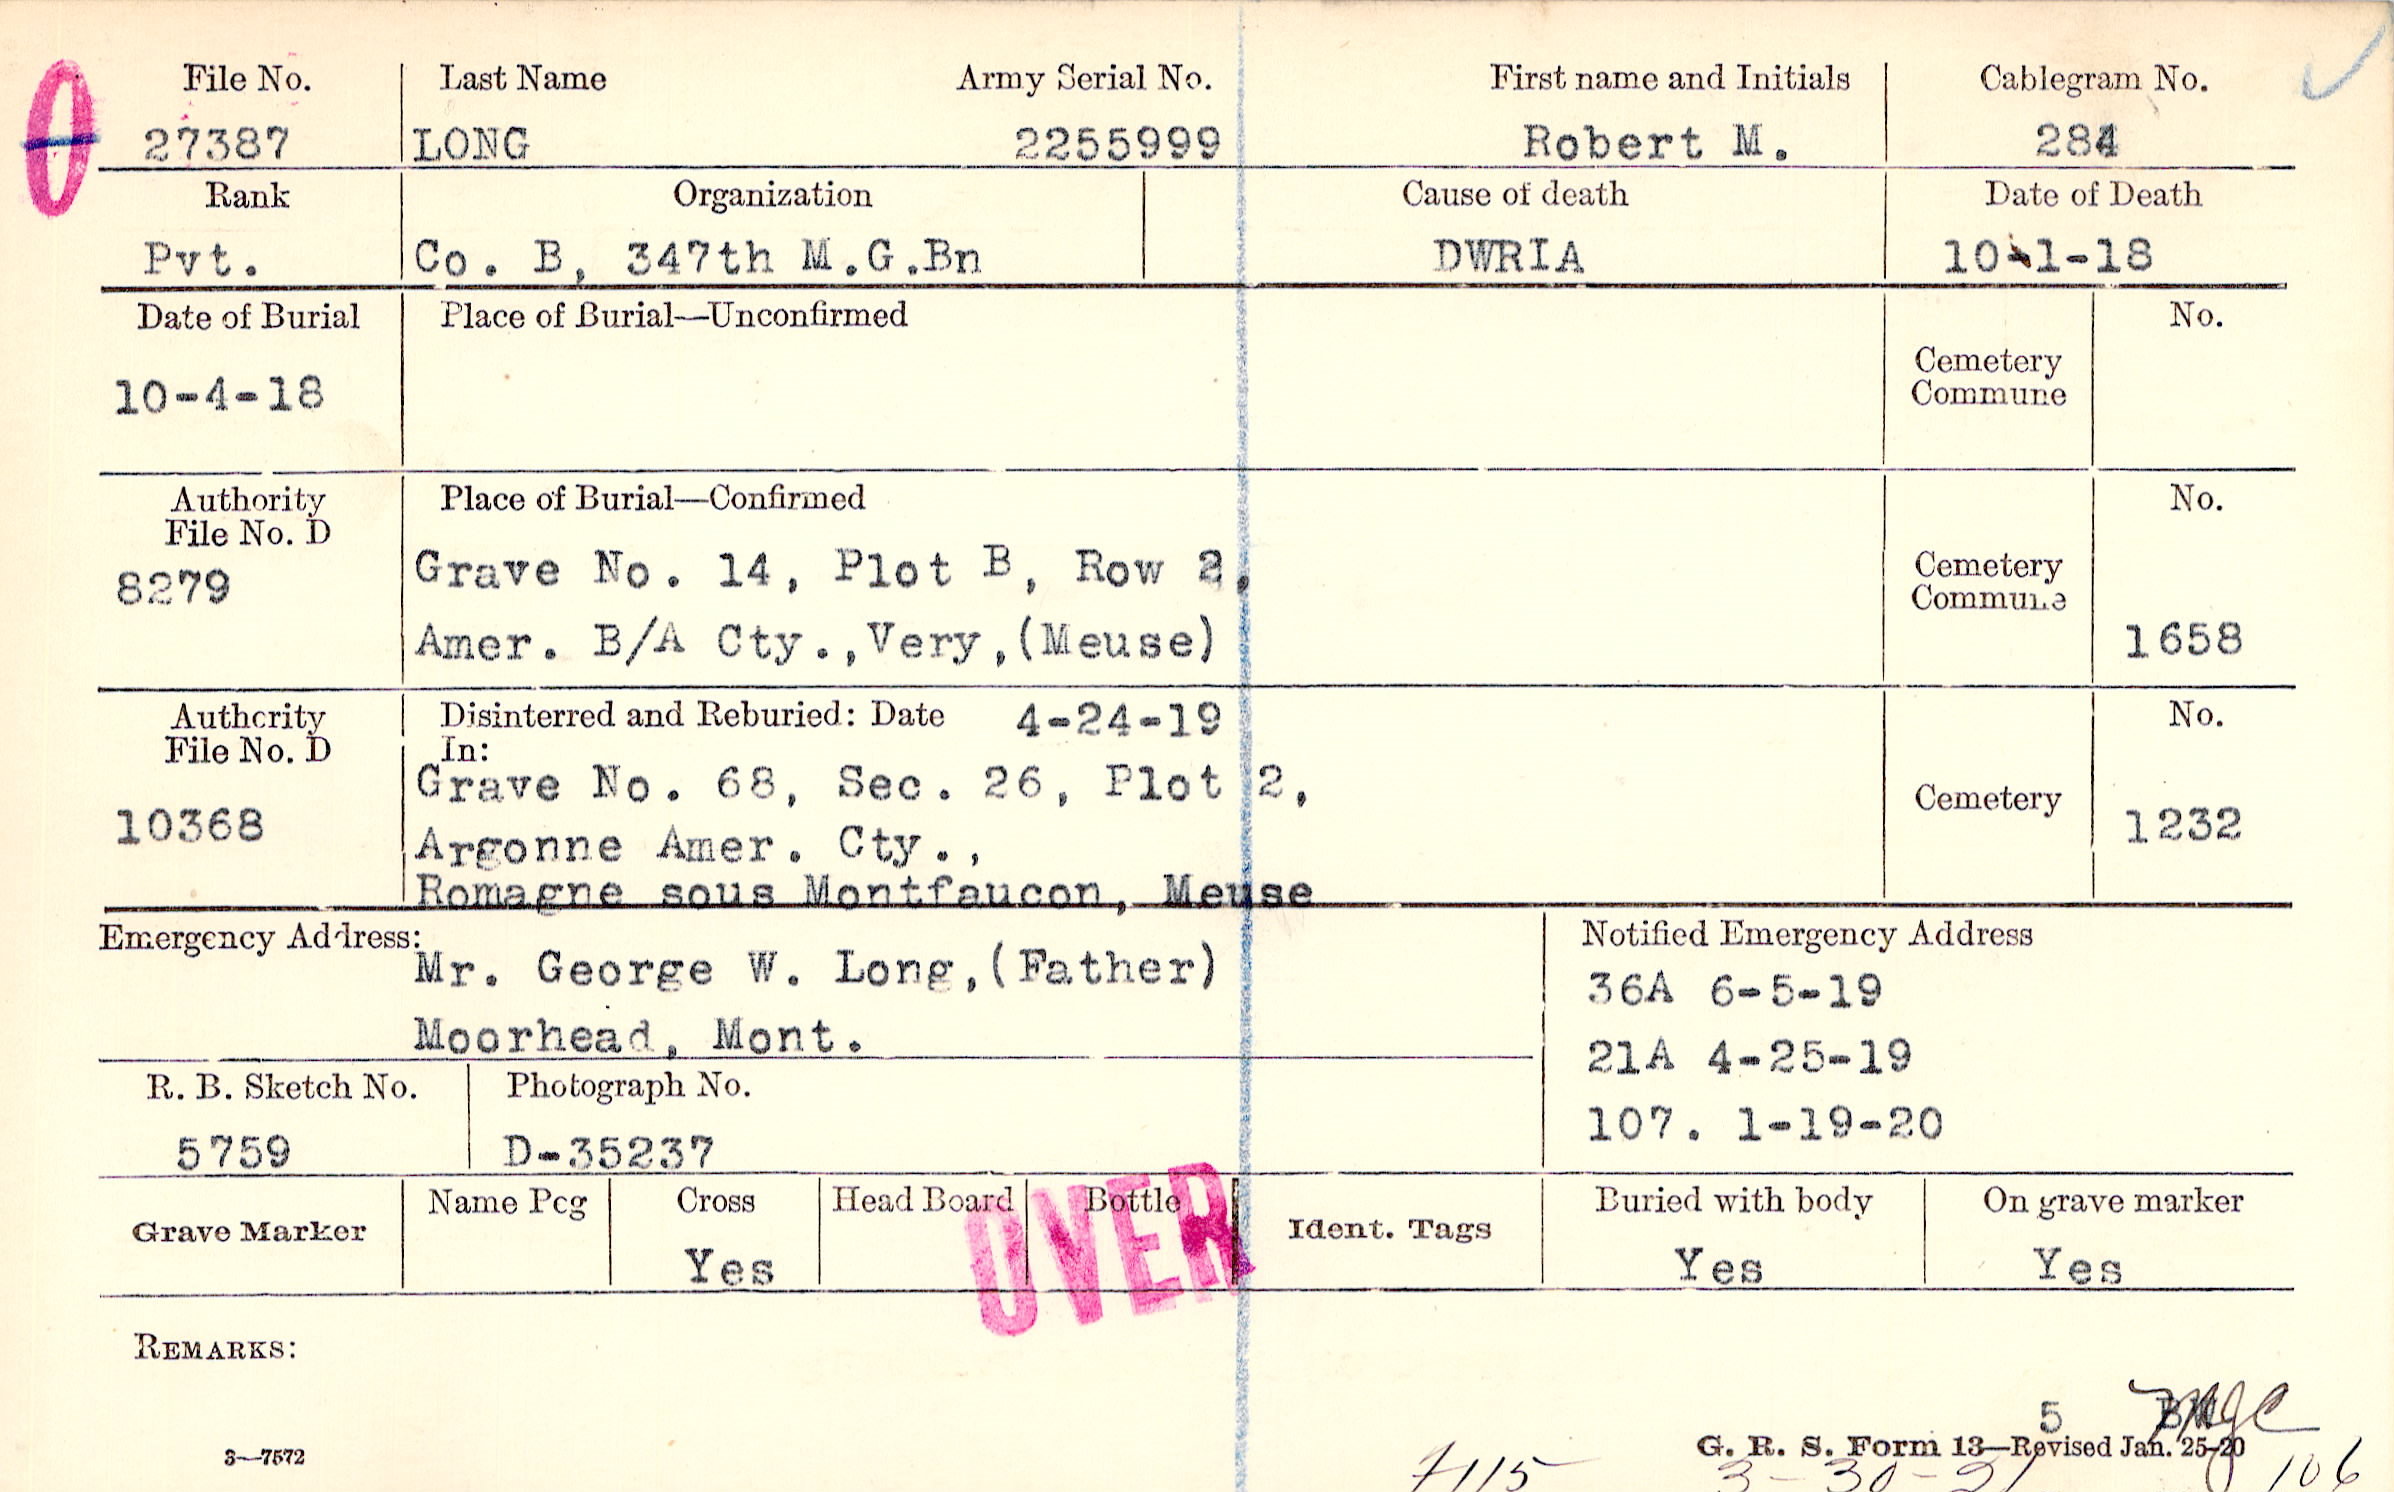 File No. Last Name Army Serial No. First name and Initials Cablegram No.
27387 LONG 2255999 Robert M. 284
Rank Organization Cause of death Date of Death
Pvt. Co. B, 347th M.G.Bn DWRIA 10-1-18
Date of Burial Place of Burial—Unconfirmed No.
10-4-18
Cemetery
Commune
Authority Place of Burial—Confirmed No.
File No. D
8279
Grave No. 14, Plot B, Row 2,
Amer. B/A Cty.,Very,(Meuse)
Cemetery
Commune
1658
Authority Disinterred and Reburied: Date 4-24-19 No.
File No. D In:
10368
Grave No. 68, Sec. 26, Plot 2,
Argonne Amer. Cty.,
Romagne sous Montfaucon, Meuse
Cemetery
1232
Emergency Address:
Mr. George W. Long,(Father)
Moorhead, Mont.
Notified Emergency Address
36A 6-5-19
21A 4-25-19
107. 1-19-20
R. B. Sketch No. Photograph No.
5759 D-35237
Grave Marker Name Peg Cross Head Board Bottle Ident. Tags Buried with body On grave marker
Yes Yes Yes
OVER
REMARKS:
5
3—7572 G. R. S. Form 13—Revised Jan. 25-20
7115 3-30-21 106